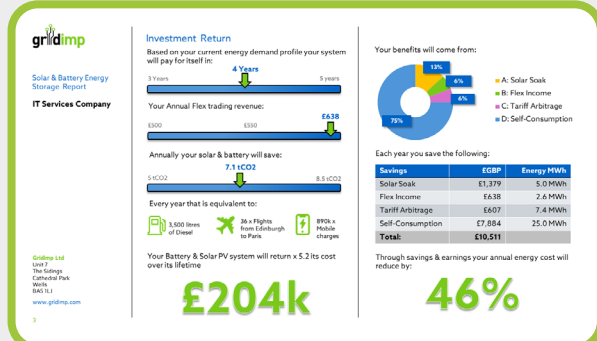 gridimp
Solar & Battery Energy
Storage Report
IT Services Company
Gridimp Ltd
Unit 7
The Sidings
Cathedral Park
Wells
BA5 1LJ
www.gridimp.com
3
Investment Return
Based on your current energy demand profile your system
will pay for itself in:
4 Years
3 Years
5 years
Your Annual Flex trading revenue:
£638
£500
£550
Annually your solar & battery will save:
7.1 tCO2
5 tCO2
8.5 tCO2
Every year that is equivalent to:
3,500 litres
of Diesel
36 x Flights
from Edinburgh
to Paris
890k x
Mobile
charges
Your Battery & Solar PV system will return x 5.2 its cost
over its lifetime
£204k
Your benefits will come from:
13%
6%
6%
75%
A: Solar Soak
B: Flex Income
C: Tariff Arbitrage
D: Self-Consumption
Each year you save the following:
Savings £GBP Energy MWh
Solar Soak £1,379 5.0 MWh
Flex Income £638 2.6 MWh
Tariff Arbitrage £607 7.4 MWh
Self-Consumption £7,884 25.0 MWh
Total: £10,511
Through savings & earnings your annual energy cost will
reduce by:
46%